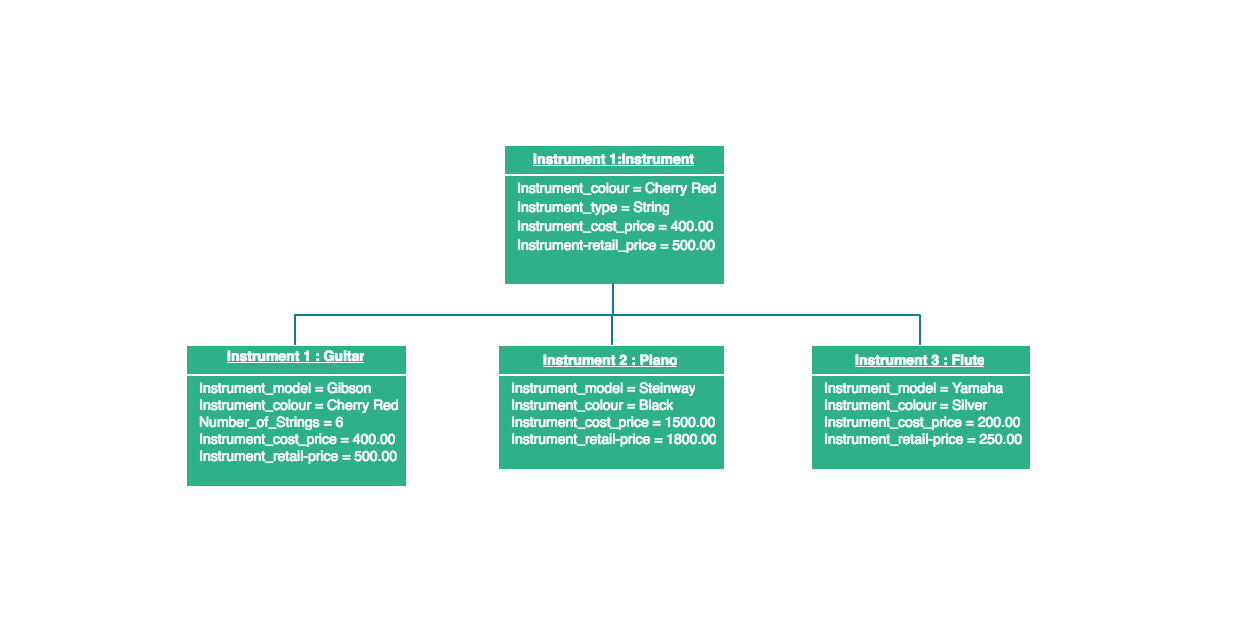 Instrument 1:Instrument
Instrument_colour = Cherry Red
Instrument_type = String
Instrument_cost_price = 400.00
Instrument-retail_price = 500.00
Instrument 1 : Guitar
Instrument_model = Gibson
Instrument_colour = Cherry Red
Number_of_Strings = 6
Instrument_cost_price = 400.00
Instrument_retail-price = 500.00
Instrument 2 : Piano
Instrument_model = Steinway
Instrument_colour = Black
Instrument_cost_price = 1500.00
Instrument_retail-price = 1800.00
Instrument 3 : Flute
Instrument_model = Yamaha
Instrument_colour = Silver
Instrument_cost_price = 200.00
Instrument_retail-price = 250.00